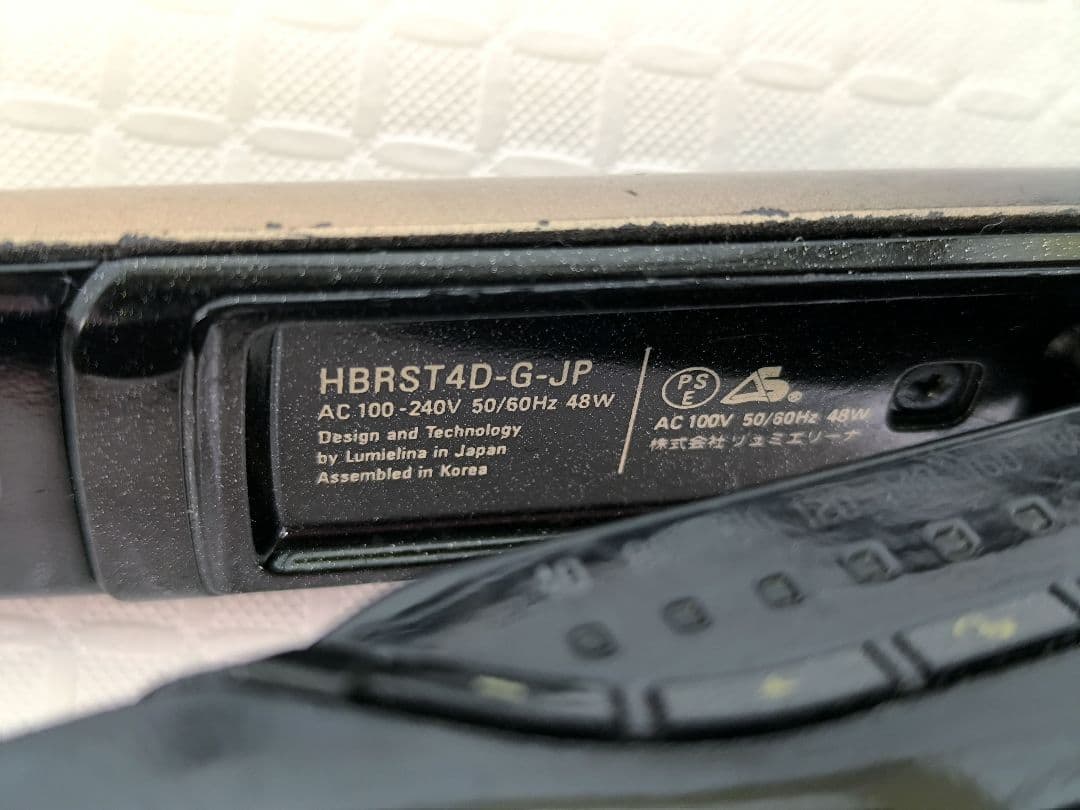 HBRST4D-G-JP
AC 100-240V 50/60Hz 48W
Design and Technology
by Lumielina in Japan
Assembled in Korea
PS
E
AC 100V 50/60Hz 48W
株式会社 リュミエリーナ